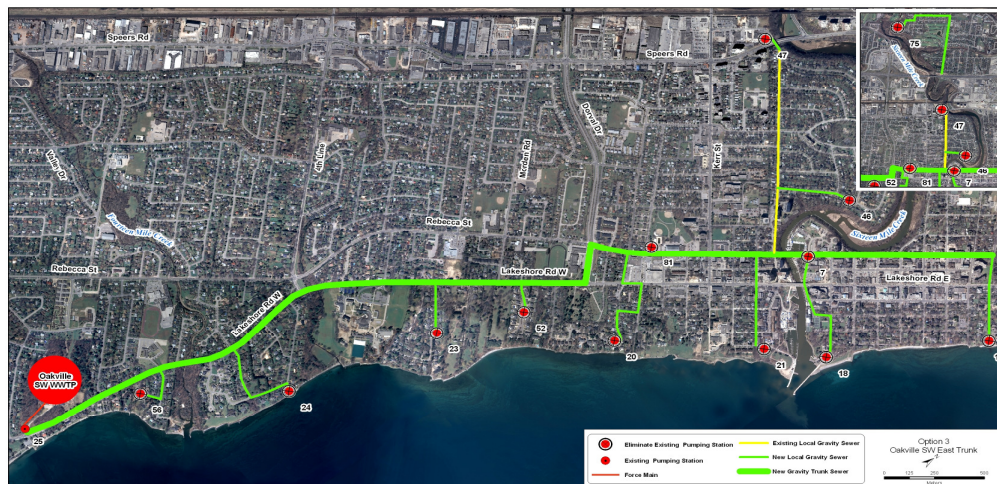 Speers Rd
Speers Rd
47
75
Sixteen Mile Creek
47
52
81
7
46
Valley Dr
4th Line
Morden Rd
Dorval Dr
Kerr St
Fourteen Mile Creek
Rebecca St
Rebecca St
46
Sixteen Mile Creek
81
7
Lakeshore Rd W
Lakeshore Rd E
Lakeshore Rd W
23
52
20
21
18
Oakville
SW WWTP
25
56
24
Eliminate Existing Pumping Station
Existing Pumping Station
Force Main
Existing Local Gravity Sewer
New Local Gravity Sewer
New Gravity Trunk Sewer
Option 3
Oakville SW East Trunk
0 125 250 500
Meters